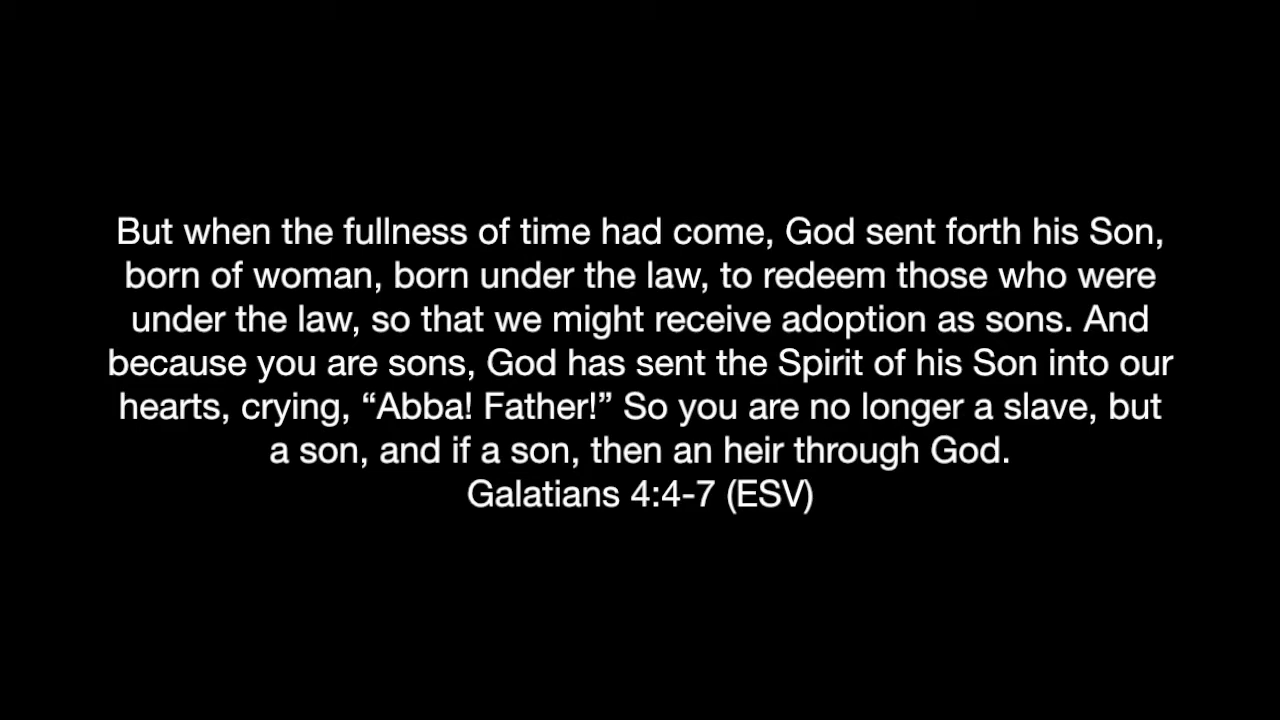 But when the fullness of time had come, God sent forth his Son,
born of woman, born under the law, to redeem those who were
under the law, so that we might receive adoption as sons. And
because you are sons, God has sent the Spirit of his Son into our
hearts, crying, “Abba! Father!” So you are no longer a slave, but
a son, and if a son, then an heir through God.
Galatians 4:4-7 (ESV)